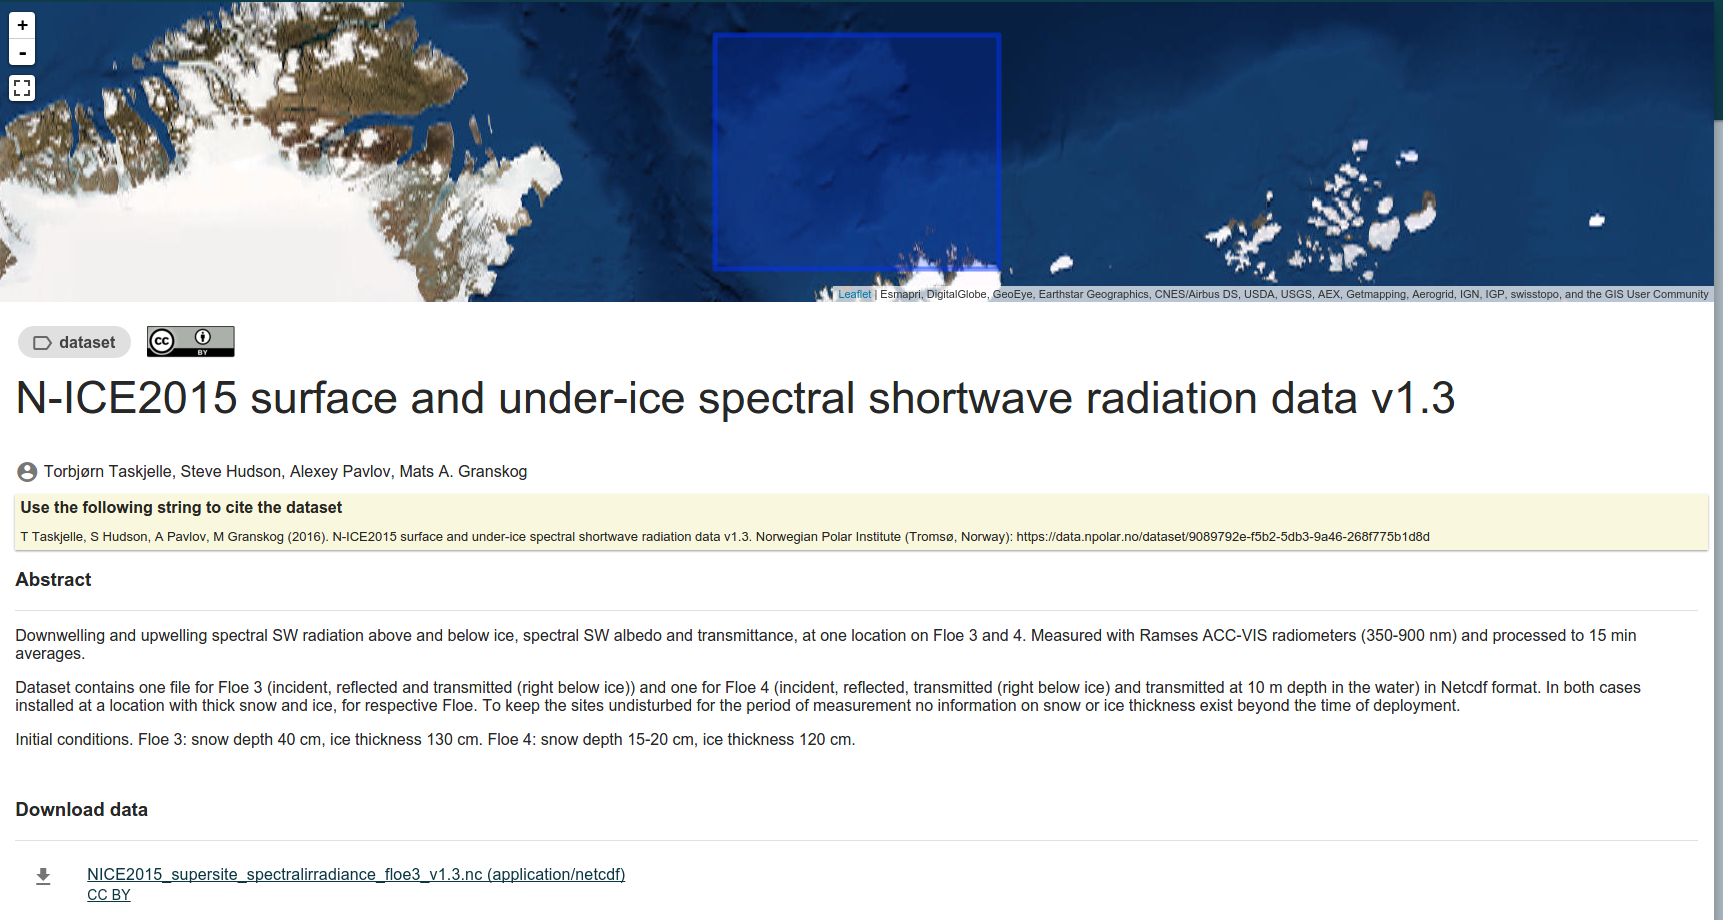 +
-
Leaflet | Esmapri, DigitalGlobe, GeoEye, Earthstar Geographics, CNES/Airbus DS, USDA, USGS, AEX, Getmapping, Aerogrid, IGN, IGP, swisstopo, and the GIS User Community
dataset
cc BY
N-ICE2015 surface and under-ice spectral shortwave radiation data v1.3
Torbjørn Taskjelle, Steve Hudson, Alexey Pavlov, Mats A. Granskog
Use the following string to cite the dataset
T Taskjelle, S Hudson, A Pavlov, M Granskog (2016). N-ICE2015 surface and under-ice spectral shortwave radiation data v1.3. Norwegian Polar Institute (Tromsø, Norway): https://data.npolar.no/dataset/9089792e-f5b2-5db3-9a46-268f775b1d8d
Abstract
Downwelling and upwelling spectral SW radiation above and below ice, spectral SW albedo and transmittance, at one location on Floe 3 and 4. Measured with Ramses ACC-VIS radiometers (350-900 nm) and processed to 15 min
averages.
Dataset contains one file for Floe 3 (incident, reflected and transmitted (right below ice)) and one for Floe 4 (incident, reflected, transmitted (right below ice) and transmitted at 10 m depth in the water) in Netcdf format. In both cases
installed at a location with thick snow and ice, for respective Floe. To keep the sites undisturbed for the period of measurement no information on snow or ice thickness exist beyond the time of deployment.
Initial conditions. Floe 3: snow depth 40 cm, ice thickness 130 cm. Floe 4: snow depth 15-20 cm, ice thickness 120 cm.
Download data
NICE2015_supersite_spectralirradiance_floe3_v1.3.nc (application/netcdf)
CC BY